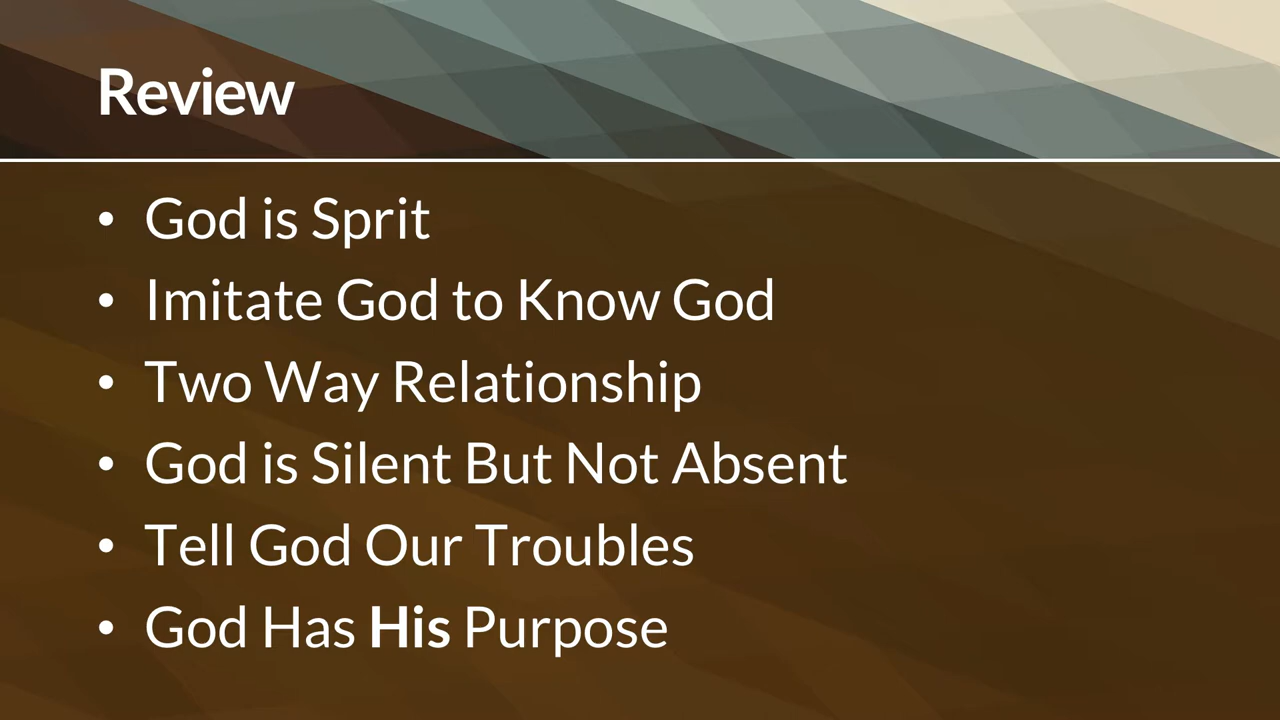 Review
• God is Sprit
• Imitate God to Know God
• Two Way Relationship
• God is Silent But Not Absent
• Tell God Our Troubles
• God Has His Purpose